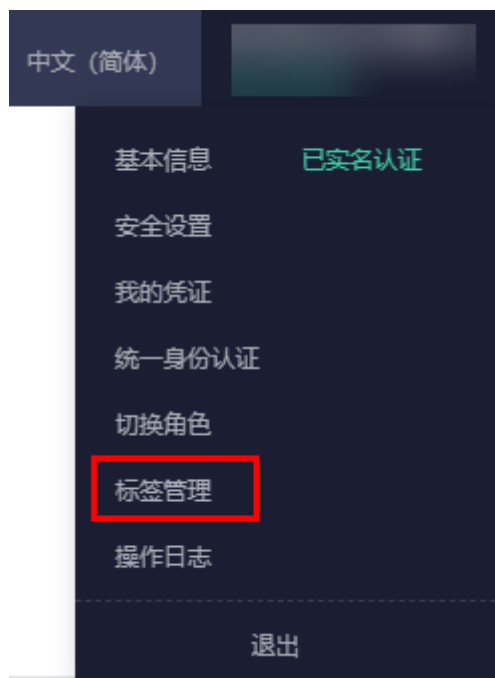 中文（简体）
基本信息 已实名认证
安全设置
我的凭证
统一身份认证
切换角色
标签管理
操作日志
退出